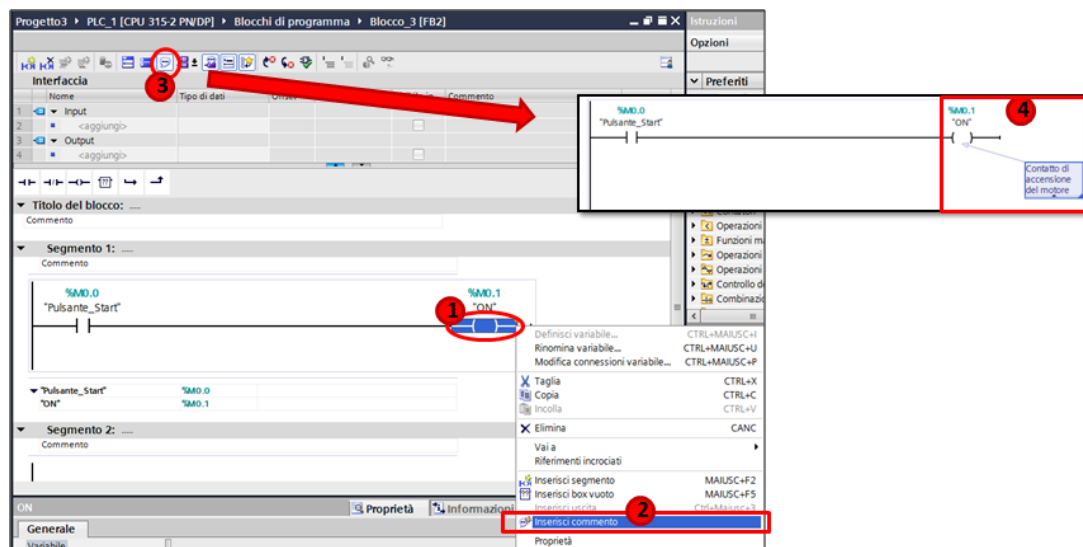 Progetto3 ▸ PLC_1 [CPU 315-2 PN/DP] ▸ Blocchi di programma ▸ Blocco_3 [FB2]
Istruzioni
Opzioni
3
Interfaccia
Preferiti
Nome Tipo di dati Commento
1 Input
2 <aggiungi>
3 Output
4 <aggiungi>
%M0.0 %M0.1 4
"Pulsante_Start" "ON"
Contatto di
accensione
del motore
Titolo del blocco: .....
Commento
Operazioni
Funzioni m
Operazioni
Operazioni
Controllo d
Combinazio
Segmento 1: .....
Commento
%M0.0 %M0.1
"Pulsante_Start" 1 "ON"
"Pulsante_Start" %M0.0
"ON" %M0.1
Segmento 2: .....
Commento
Definisci variabile... CTRL+MAIUSC+I
Rinomina variabile... CTRL+MAIUSC+U
Modifica connessioni variabile... CTRL+MAIUSC+P
Taglia CTRL+X
Copia CTRL+C
Incolla CTRL+V
Elimina CANC
Vai a
Riferimenti incrociati
Inserisci segmento MAIUSC+F2
Inserisci box vuoto MAIUSC+F5
Inserisci uscita Ctrl+Maiusc+3
2
Inserisci commento
Proprietà
ON Proprietà Informazioni
Generale
Variabile